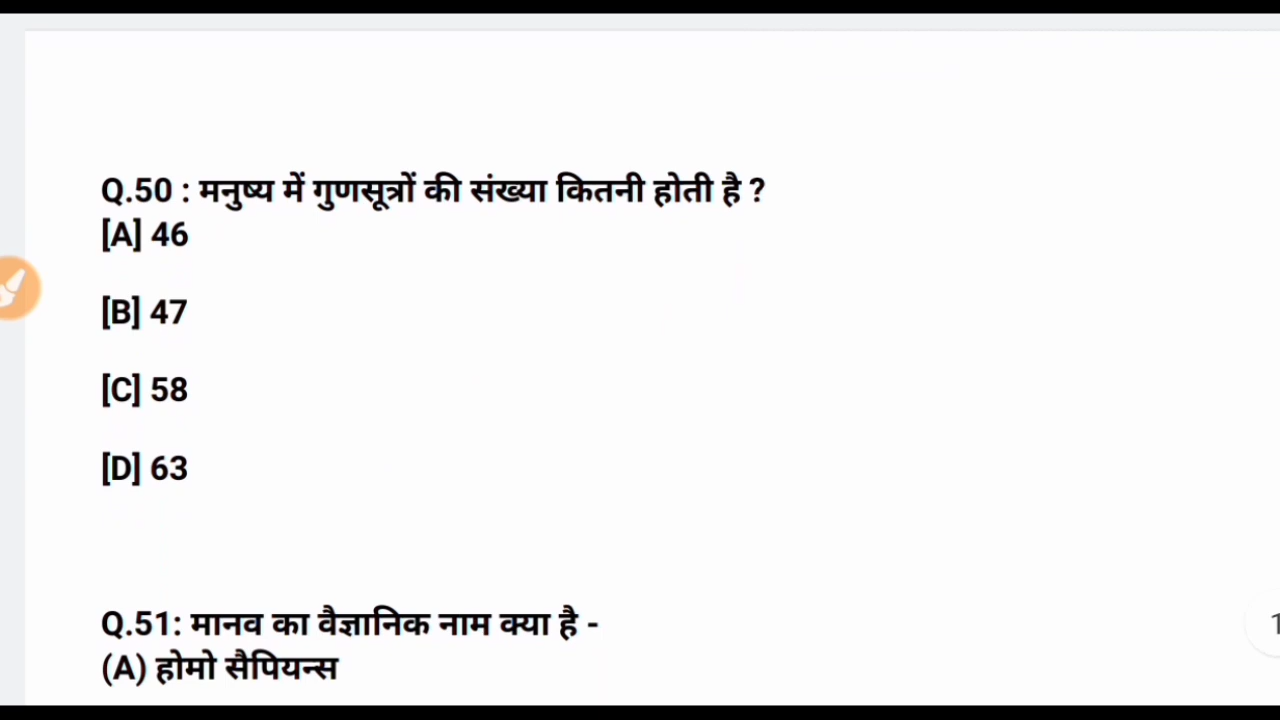 Q.50 : मनुष्य में गुणसूत्रों की संख्या कितनी होती है ?
[A] 46
[B] 47
[C] 58
[D] 63
Q.51: मानव का वैज्ञानिक नाम क्या है -
(A) होमो सैपियन्स